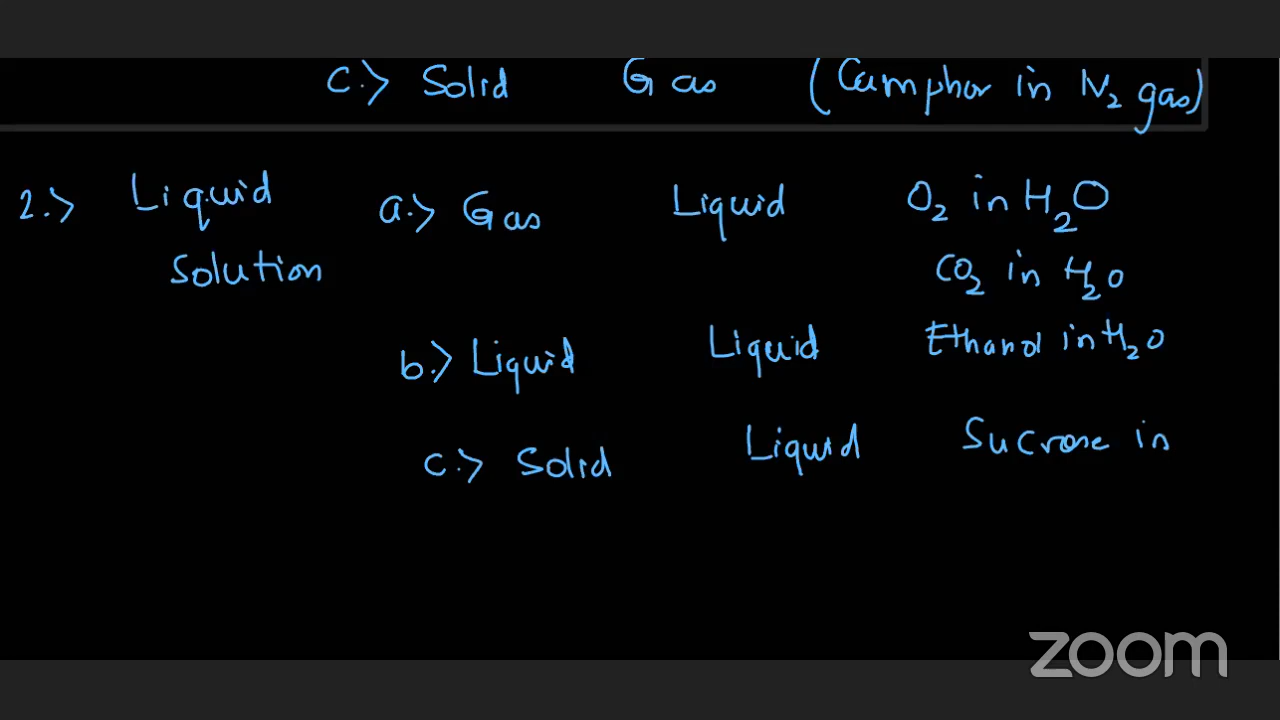 c.> Solid Gas (Camphor in N₂ gas)
2.> Liquid a.> Gas Liquid O₂ in H₂O
Solution CO₂ in H₂O
b.> Liquid Liquid Ethanol in H₂O
c.> Solid Liquid Sucrose in
zoom